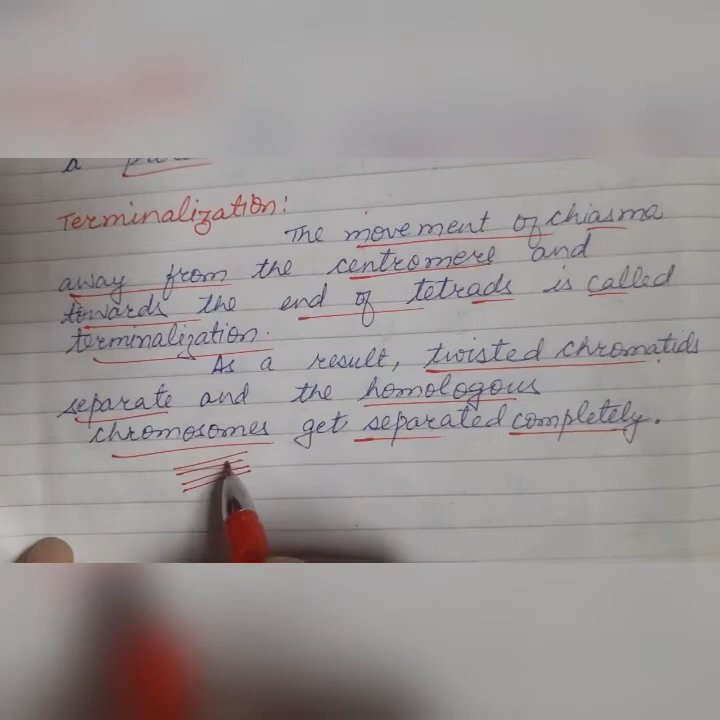 a
Terminalization:
The movement of chiasma
away from the centromere and
towards the end of tetrads is called
terminalization.
As a result, twisted chromatids
separate and the homologous
chromosomes get separated completely.